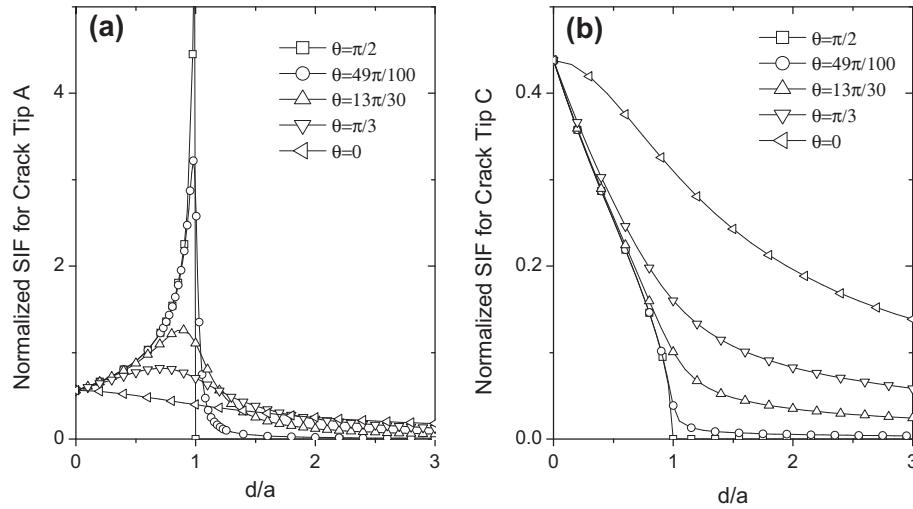 (a)
Normalized SIF for Crack Tip A
4
2
0
0
1
2
3
d/a
θ=π/2
θ=49π/100
θ=13π/30
θ=π/3
θ=0
(b)
Normalized SIF for Crack Tip C
0.4
0.2
0.0
0
1
2
3
d/a
θ=π/2
θ=49π/100
θ=13π/30
θ=π/3
θ=0